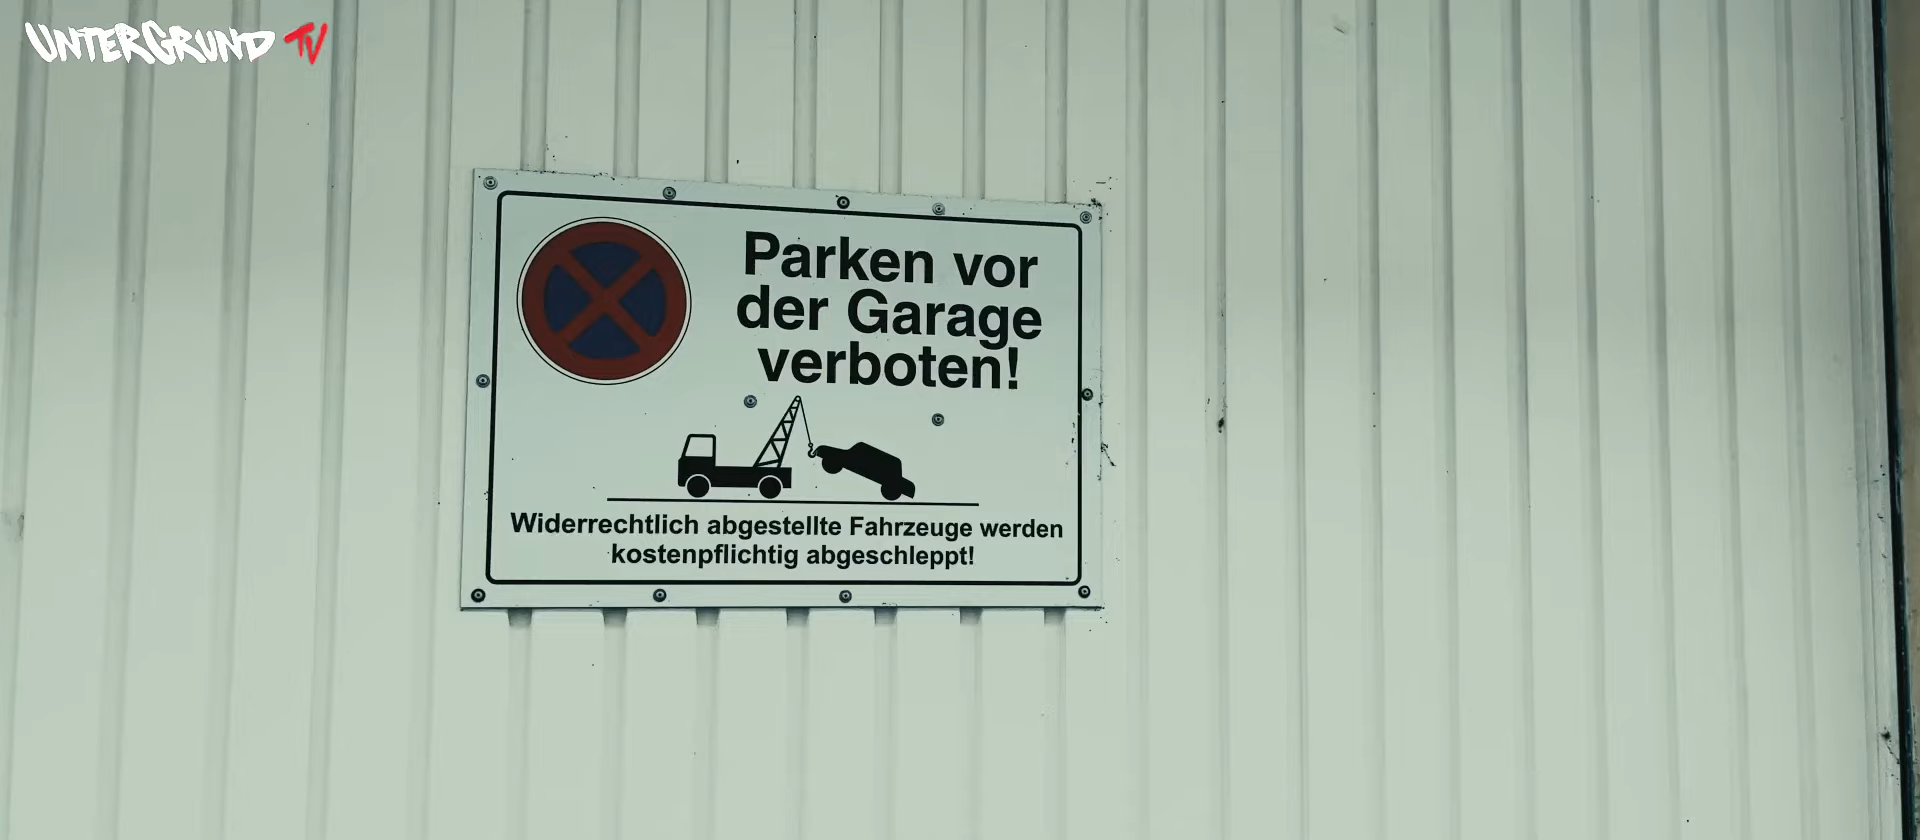 UNTERGRUND TV
Parken vor
der Garage
verboten!
Widerrechtlich abgestellte Fahrzeuge werden
kostenpflichtig abgeschleppt!